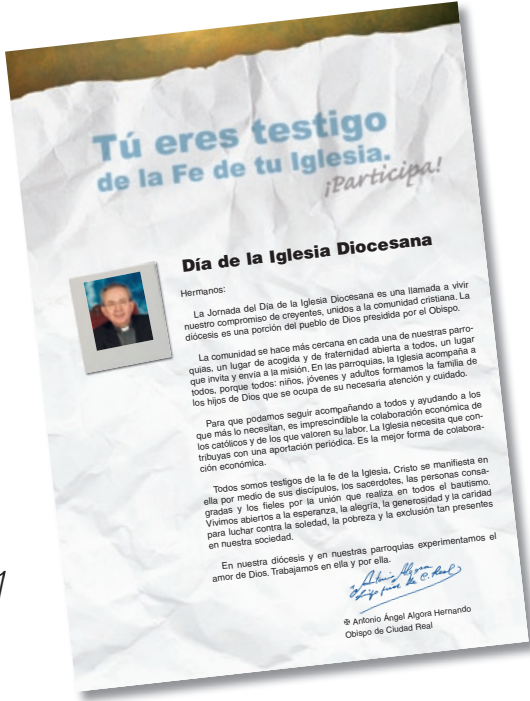 Tú eres testigo
de la Fe de tu Iglesia.
¡Participa!
Día de la Iglesia Diocesana
Hermanos:
La Jornada del Día de la Iglesia Diocesana es una llamada a vivir
nuestro compromiso de creyentes, unidos a la comunidad cristiana. La
diócesis es una porción del pueblo de Dios presidida por el Obispo.
La comunidad se hace más cercana en cada una de nuestras parro-
quias, un lugar de acogida y de fraternidad abierta a todos, un lugar
que invita y envia a la misión. En las parroquias, la Iglesia acompaña a
todos, porque todos: niños, jóvenes y adultos formamos la familia de
los hijos de Dios que se ocupa de su necesaria atención y cuidado.
Para que podamos seguir acompañando a todos y ayudando a los
que más lo necesitan, es imprescindible la colaboración económica de
los católicos y de los que valoren su labor. La Iglesia necesita que con-
tribuyas con una aportación periódica. Es la mejor forma de colabora-
ción económica.
Todos somos testigos de la fe de la Iglesia, Cristo se manifiesta en
ella por medio de sus discípulos, los sacerdotes, las personas consa-
gradas y los fieles por la unión que realiza en todos el bautismo.
Vivimos abiertos a la esperanza, la alegría, la generosidad y la caridad
para luchar contra la soledad, la pobreza y la exclusión tan presentes
en nuestra sociedad.
En nuestra diócesis y en nuestras parroquias experimentamos el
amor de Dios. Trabajamos en ella y por ella.
Antonio Algora
C. Real
✠ Antonio Ángel Algora Hernando
Obispo de Ciudad Real